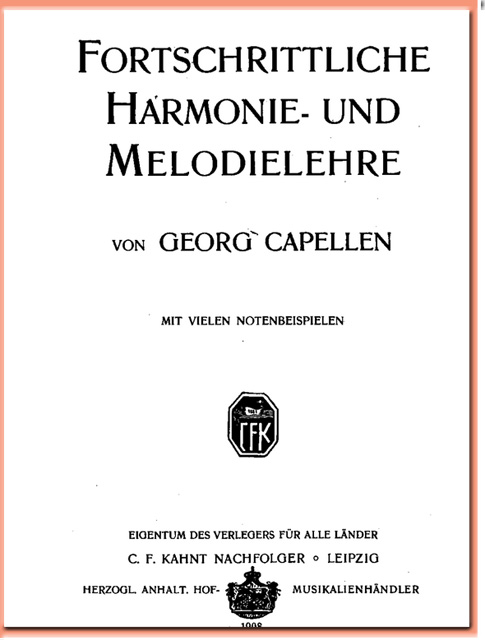 FORTSCHRITTLICHE
HARMONIE- UND
MELODIELEHRE
VON GEORG CAPELLEN
MIT VIELEN NOTENBEISPIELEN
CFK
EIGENTUM DES VERLEGERS FÜR ALLE LÄNDER
C. F. KAHNT NACHFOLGER ○ LEIPZIG
HERZOGL. ANHALT. HOF- MUSIKALIENHÄNDLER
1908